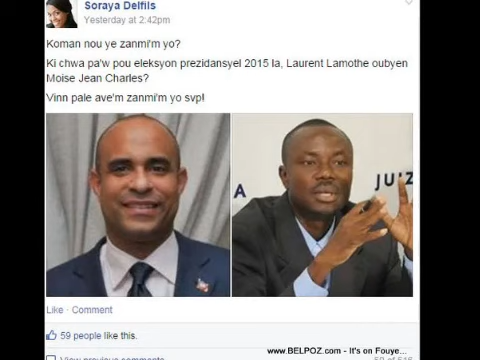 Soraya Delfils
Yesterday at 2:42pm
Koman nou ye zanmi'm yo?
Ki chwa pa'w pou eleksyon prezidansyel 2015 la, Laurent Lamothe oubyen
Moise Jean Charles?
Vinn pale ave'm zanmi'm yo svp!
A
JUIZ
Like · Comment
59 people like this.
View previous comments
www.BELPOZ.com - It's on Fouye...